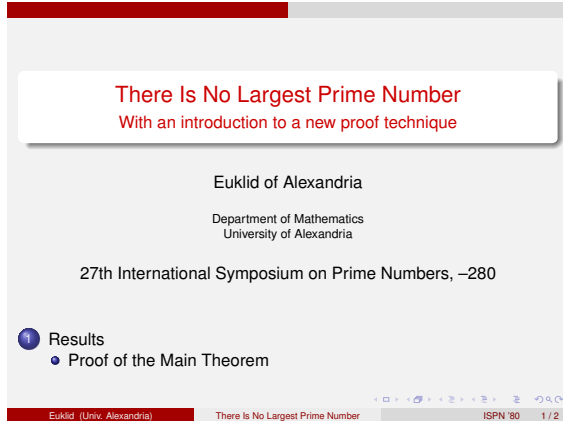 There Is No Largest Prime Number
With an introduction to a new proof technique
Euklid of Alexandria
Department of Mathematics
University of Alexandria
27th International Symposium on Prime Numbers, –280
1 Results
Proof of the Main Theorem
Euklid (Univ. Alexandria) There Is No Largest Prime Number ISPN '80 1 / 2